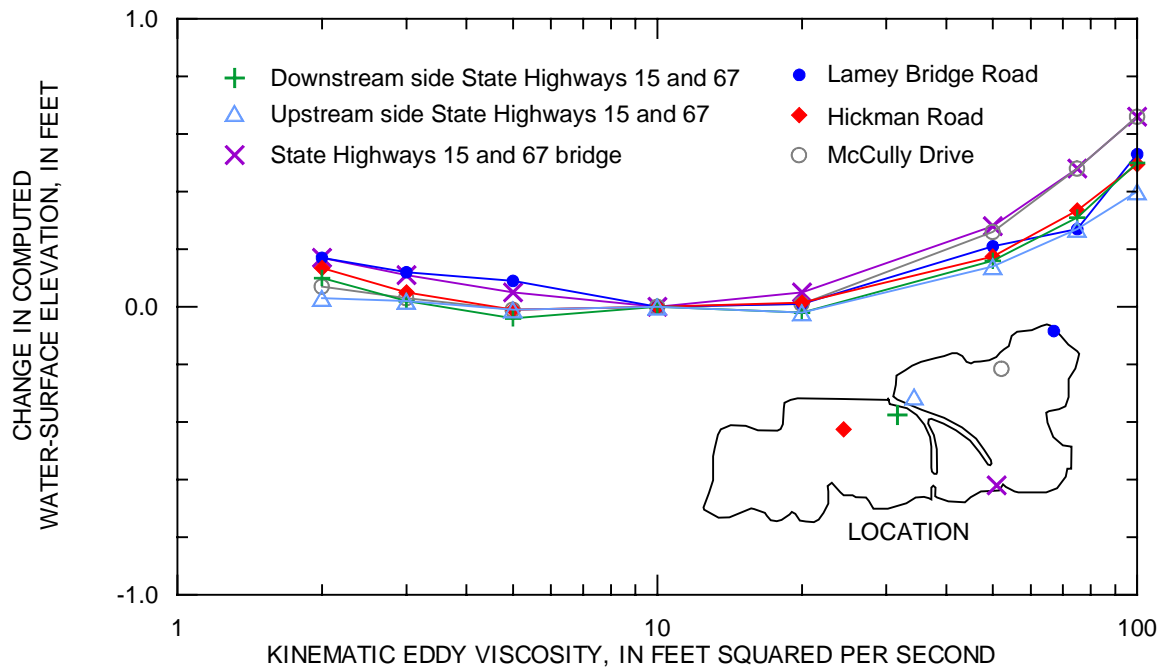 CHANGE IN COMPUTED
WATER-SURFACE ELEVATION, IN FEET
1.0
0.0
-1.0
Downstream side State Highways 15 and 67
Upstream side State Highways 15 and 67
State Highways 15 and 67 bridge
Lamey Bridge Road
Hickman Road
McCully Drive
LOCATION
1
10
100
KINEMATIC EDDY VISCOSITY, IN FEET SQUARED PER SECOND